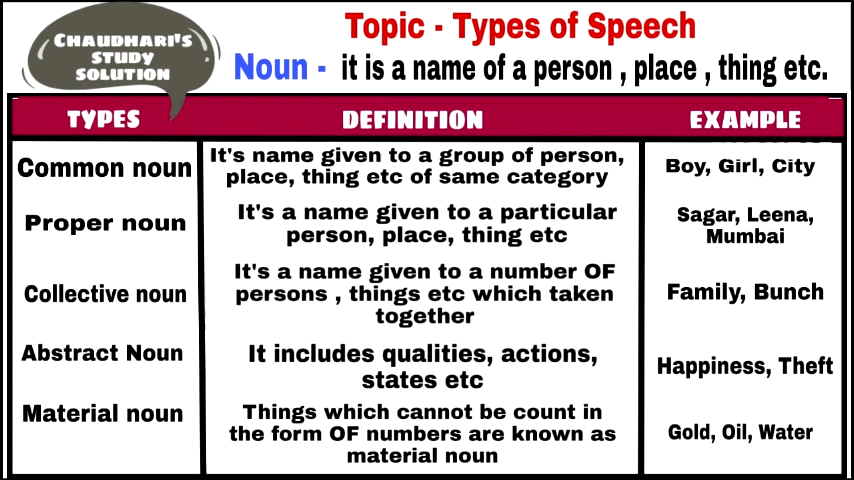 CHAUDHARI'S
STUDY
SOLUTION
Topic - Types of Speech
Noun - it is a name of a person , place , thing etc.
TYPES
DEFINITION
EXAMPLE
Common noun
It's name given to a group of person,
place, thing etc of same category
Boy, Girl, City
Proper noun
It's a name given to a particular
person, place, thing etc
Sagar, Leena,
Mumbai
Collective noun
It's a name given to a number OF
persons , things etc which taken
together
Family, Bunch
Abstract Noun
It includes qualities, actions,
states etc
Happiness, Theft
Material noun
Things which cannot be count in
the form OF numbers are known as
material noun
Gold, Oil, Water